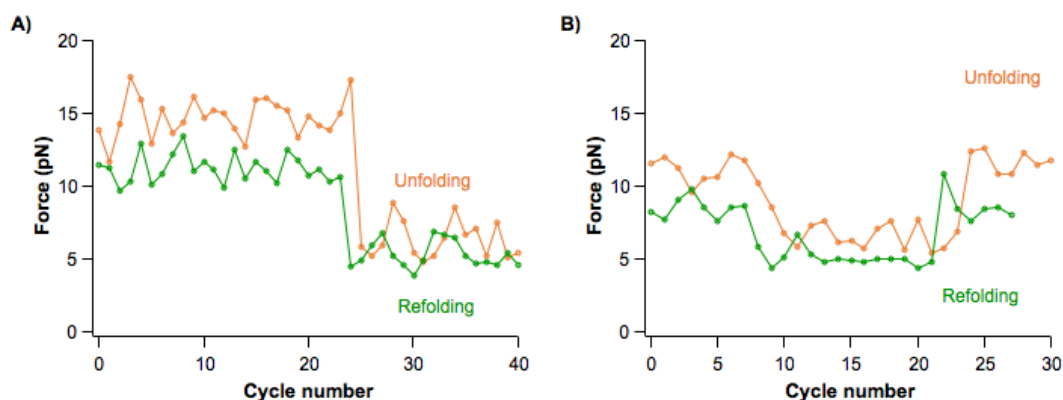 A)
20
15
10
5
0
Force (pN)
Unfolding
Refolding
0 10 20 30 40
Cycle number
B)
20
15
10
5
0
Force (pN)
Unfolding
Refolding
0 5 10 15 20 25 30
Cycle number